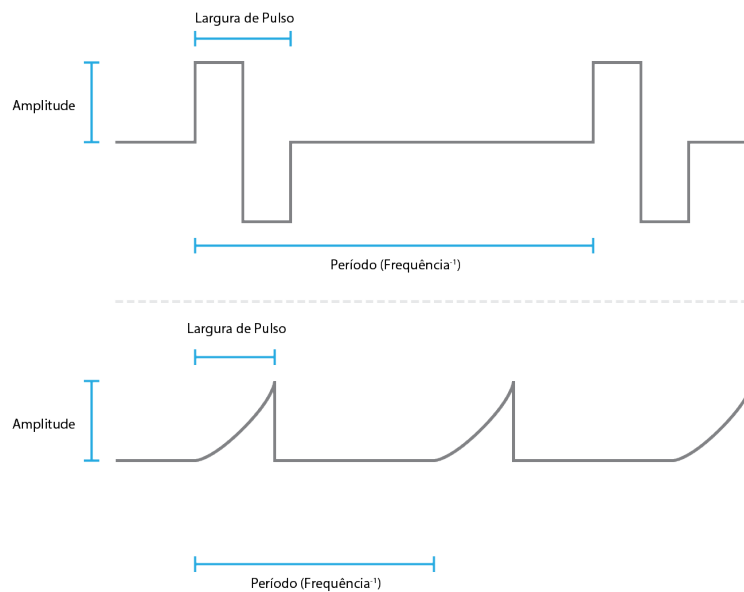 Largura de Pulso
Amplitude
Período (Frequência⁻¹)
Largura de Pulso
Amplitude
Período (Frequência⁻¹)